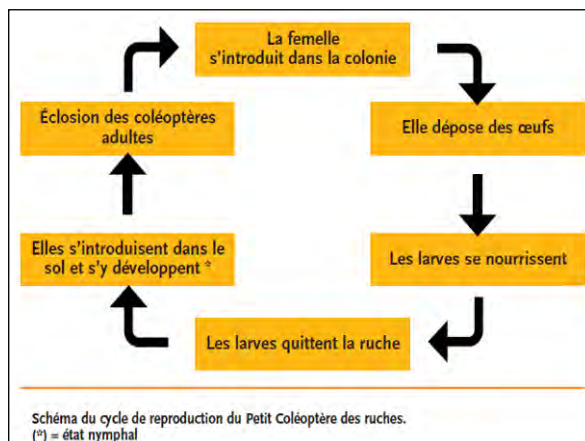 La femelle
s'introduit dans la colonie
Elle dépose des œufs
Les larves se nourrissent
Les larves quittent la ruche
Elles s'introduisent dans le
sol et s'y développent *
Éclosion des coléoptères
adultes
Schéma du cycle de reproduction du Petit Coléoptère des ruches.
(*) = état nymphal